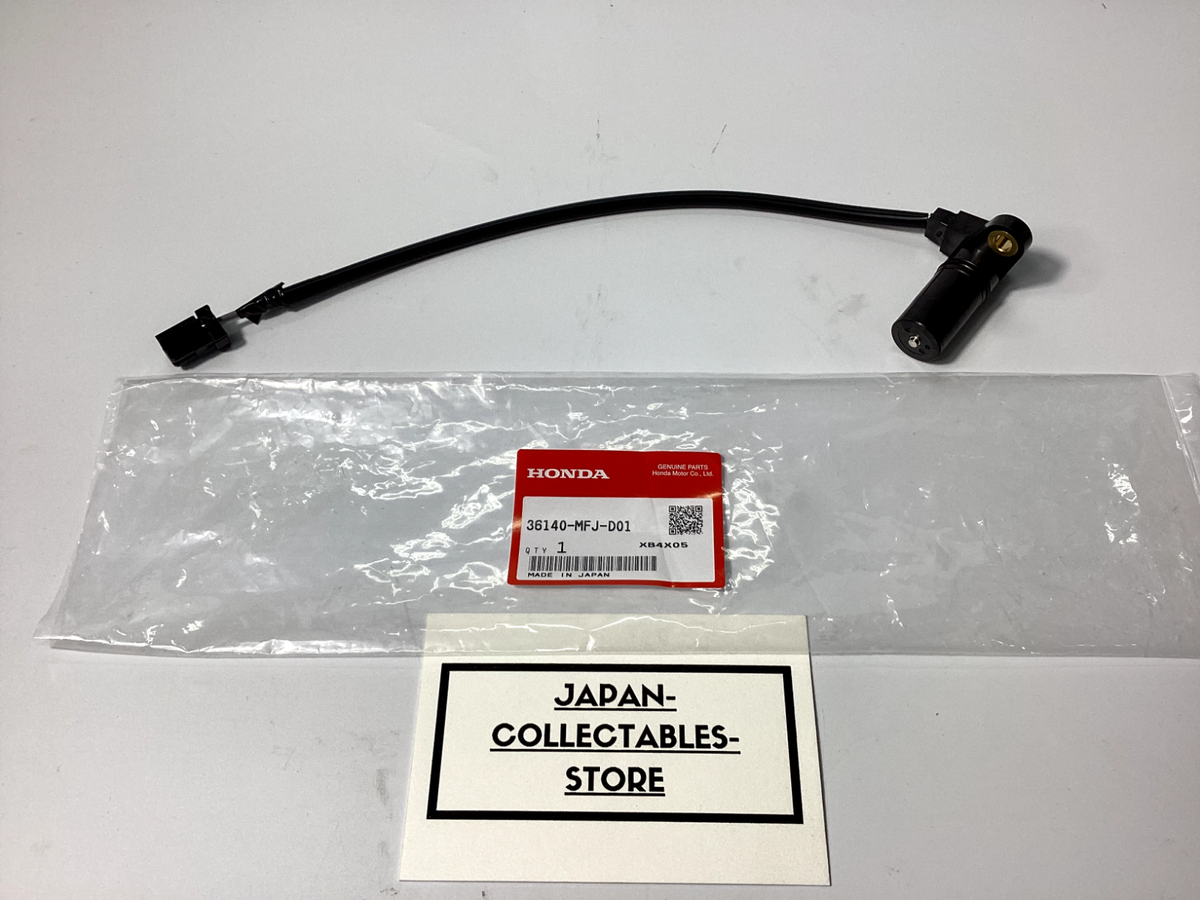 HONDA
GENUINE PARTS
Honda Motor Co., Ltd.
36140-MFJ-D01
QTY 1
XB4X05
MADE IN JAPAN
JAPAN-
COLLECTABLES-
STORE